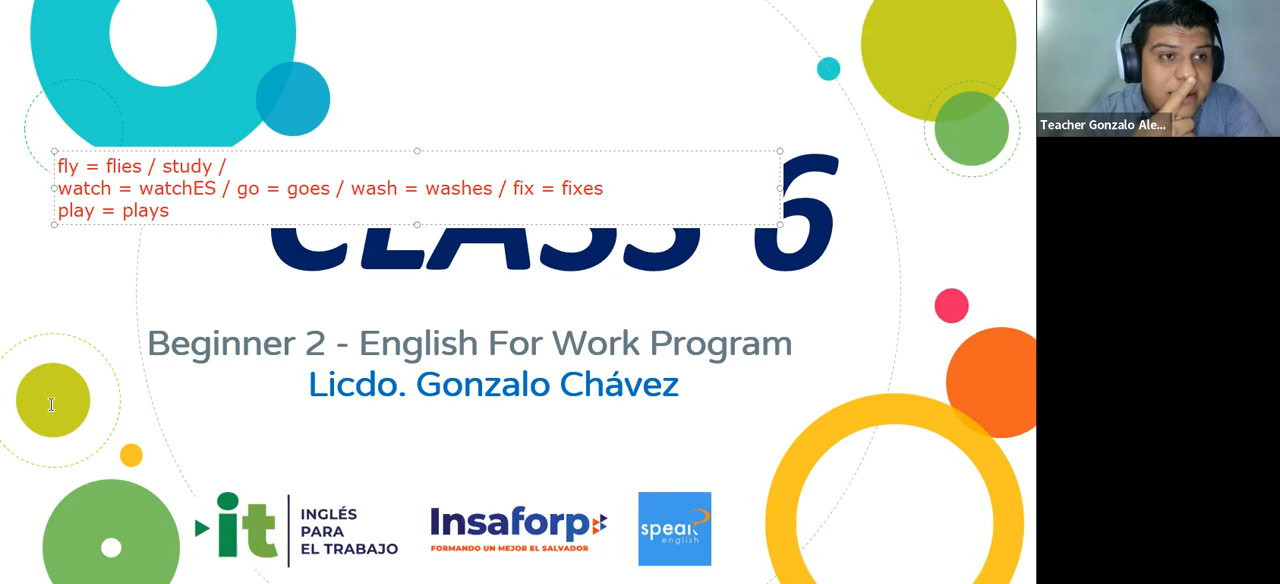 fly = flies / study /
watch = watchES / go = goes / wash = washes / fix = fixes
play = plays
CLASS 6
Beginner 2 - English For Work Program
Licdo. Gonzalo Chávez
it
INGLÉS
PARA
EL TRABAJO
Insaforp
FORMANDO UN MEJOR EL SALVADOR
speak
english
Teacher Gonzalo Ale...